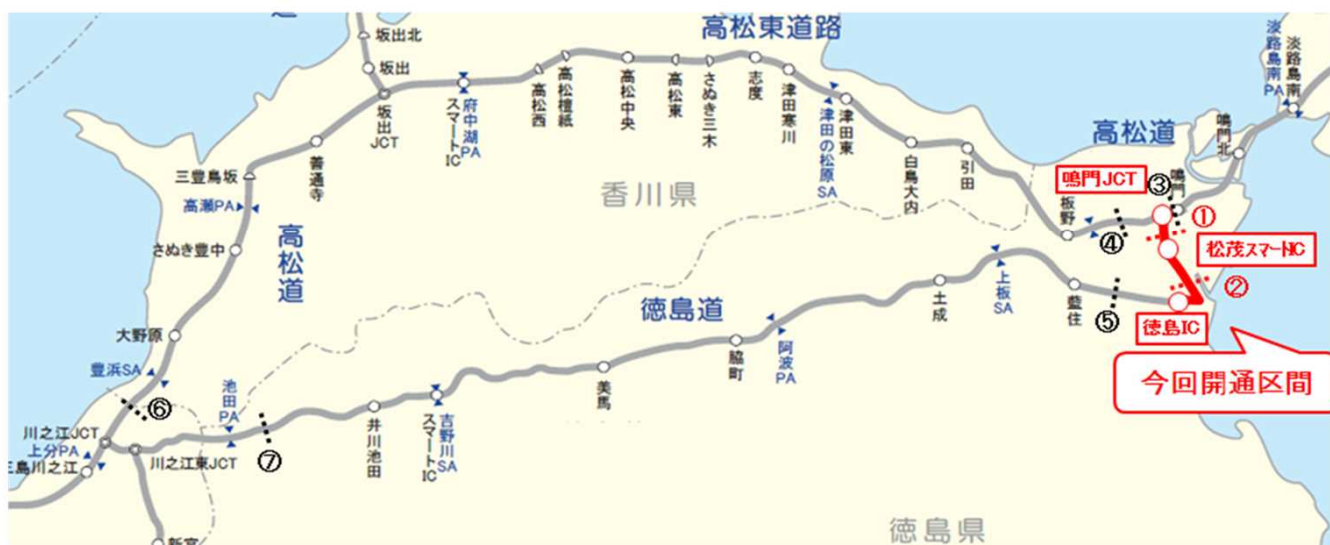 道
坂出北
坂出
坂出JCT
府中湖PA
スマートIC
高松西
高松檀紙
高松中央
高松東
さぬき三木
志度
津田寒川
津田の松原SA
津田東
高松東道路
白鳥大内
引田
板野
高松道
鳴門JCT
③
鳴門
鳴門北
淡路島南PA
淡路島南
①
④
松茂スマートIC
②
⑤
徳島IC
今回開通区間
善通寺
三豊鳥坂
高瀬PA
さぬき豊中
高松道
香川県
大野原
豊浜SA
⑥
川之江JCT
上分PA
三島川之江
川之江東JCT
新宮
池田PA
⑦
井川池田
吉野川SA
スマートIC
美馬
脇町
阿波PA
徳島道
土成
上板SA
藍住
徳島県